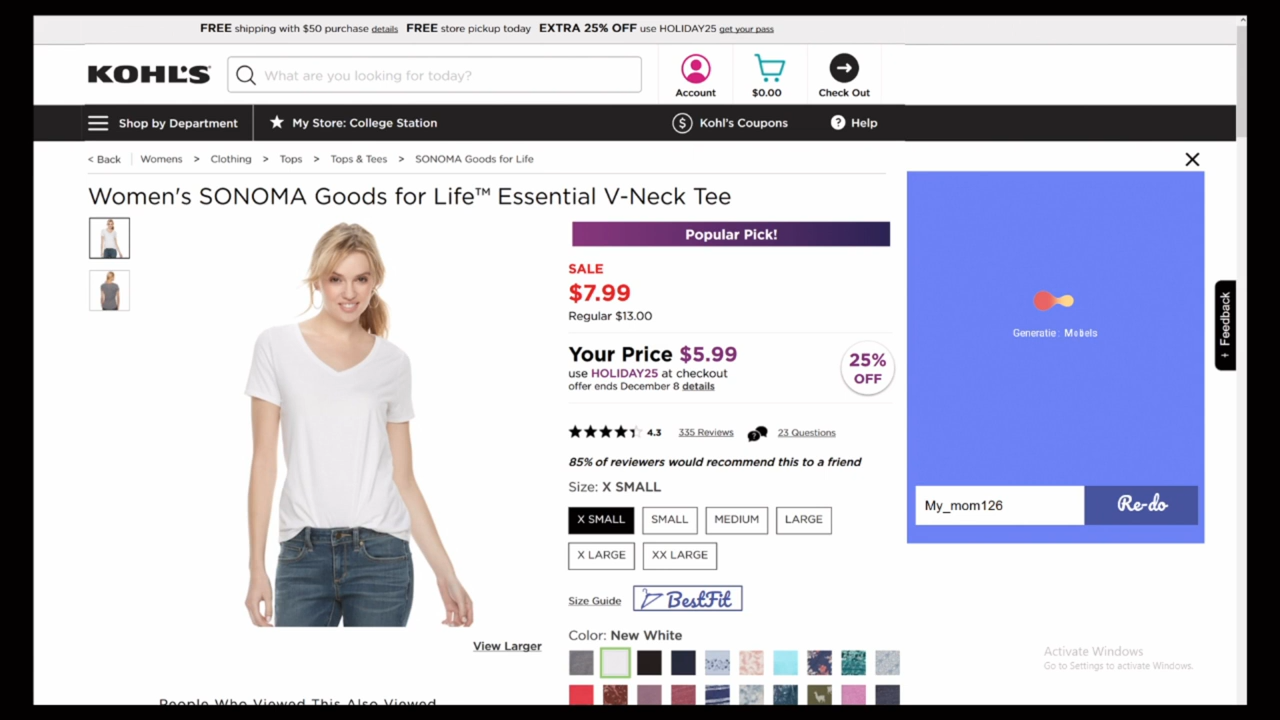 FREE shipping with $50 purchase details FREE store pickup today EXTRA 25% OFF use HOLIDAY25 get your pass
KOHL'S
What are you looking for today?
Account
$0.00
Check Out
Shop by Department
My Store: College Station
$ Kohl's Coupons
? Help
< Back
Womens > Clothing > Tops > Tops & Tees > SONOMA Goods for Life
Women's SONOMA Goods for Life™ Essential V-Neck Tee
Popular Pick!
SALE
$7.99
Regular $13.00
Your Price $5.99
use HOLIDAY25 at checkout
offer ends December 8 details
25%
OFF
4.3
335 Reviews
23 Questions
85% of reviewers would recommend this to a friend
Size: X SMALL
X SMALL
SMALL
MEDIUM
LARGE
X LARGE
XX LARGE
Size Guide
BestFit
Color: New White
View Larger
People Who Viewed This Also Viewed
My_mom126
Re-do
+ Feedback
Activate Windows
Go to Settings to activate Windows.